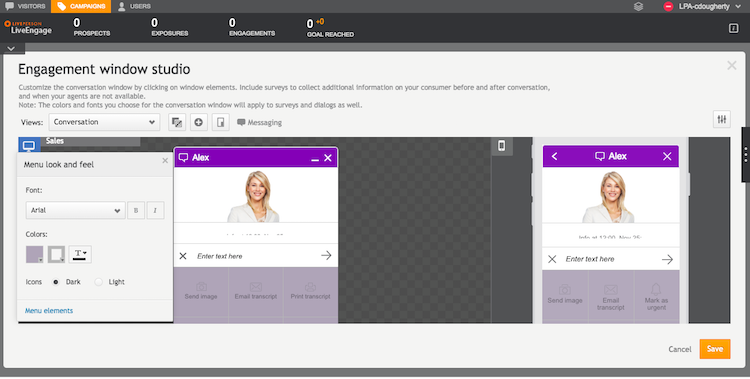 VISITORS CAMPAIGNS USERS LPA-cdougherty
LIVEPERSON
LiveEngage
0 0 0 0 +0
PROSPECTS EXPOSURES ENGAGEMENTS GOAL REACHED
Engagement window studio
Customize the conversation window by clicking on window elements. Include surveys to collect additional information on your consumer before and after conversation,
and when your agents are not available.
Note: The colors and fonts you choose for the conversation window will apply to surveys and dialogs as well.
Views: Conversation Messaging
Sales
Menu look and feel
Font:
Arial B I
Colors:
T
Icons Dark Light
Menu elements
Alex
Enter text here
Send image Email transcript Print transcript
Alex
Info at 12:00, Nov 25:
Enter text here
Send image Email transcript Mark as urgent
Cancel Save